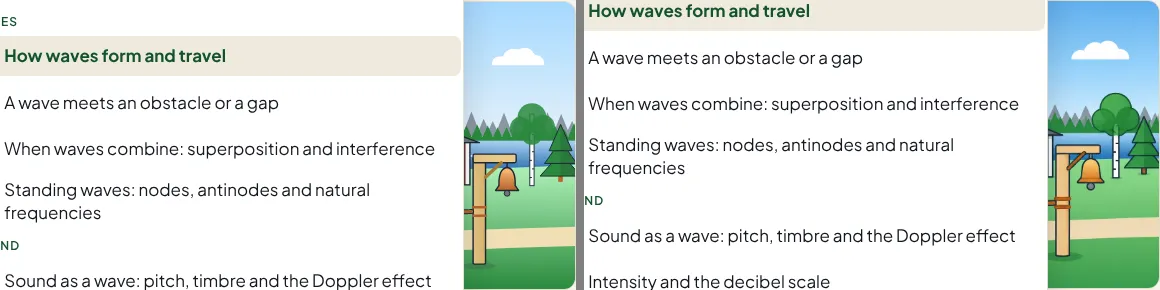 ES
How waves form and travel
A wave meets an obstacle or a gap
When waves combine: superposition and interference
Standing waves: nodes, antinodes and natural
frequencies
ND
Sound as a wave: pitch, timbre and the Doppler effect
How waves form and travel
A wave meets an obstacle or a gap
When waves combine: superposition and interference
Standing waves: nodes, antinodes and natural
frequencies
ND
Sound as a wave: pitch, timbre and the Doppler effect
Intensity and the decibel scale